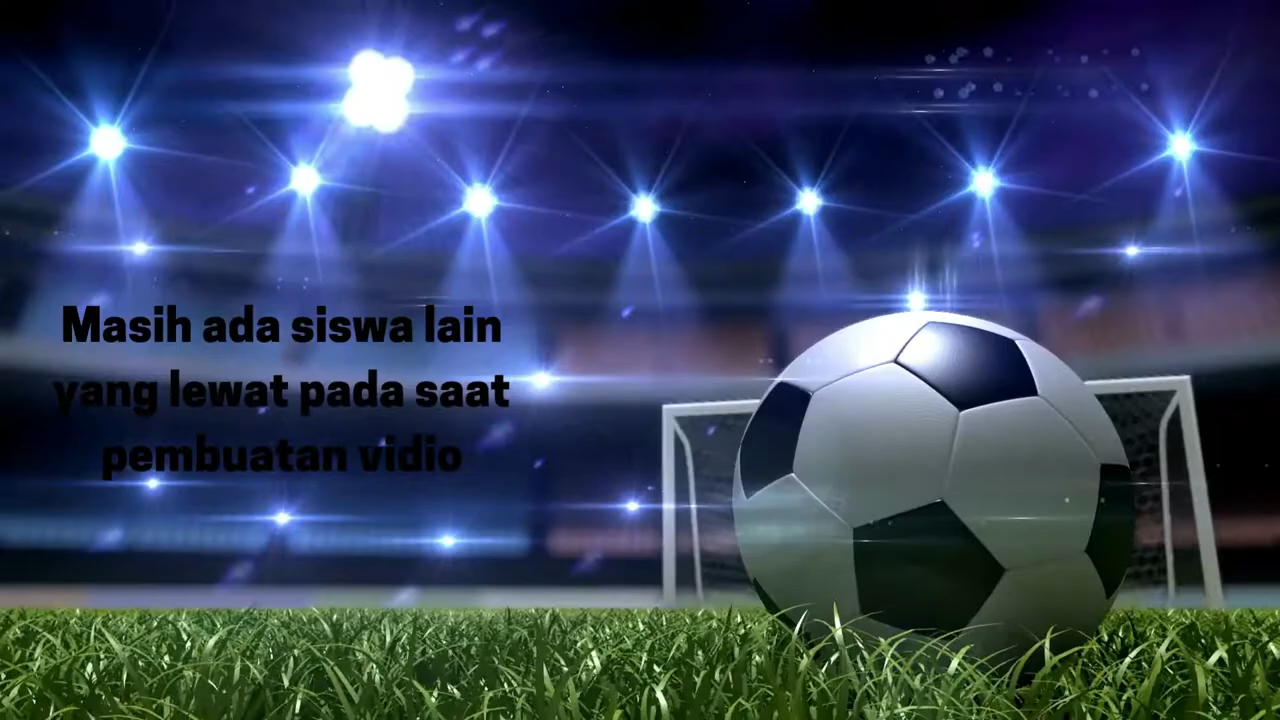 Masih ada siswa lain
yang lewat pada saat
pembuatan vidio